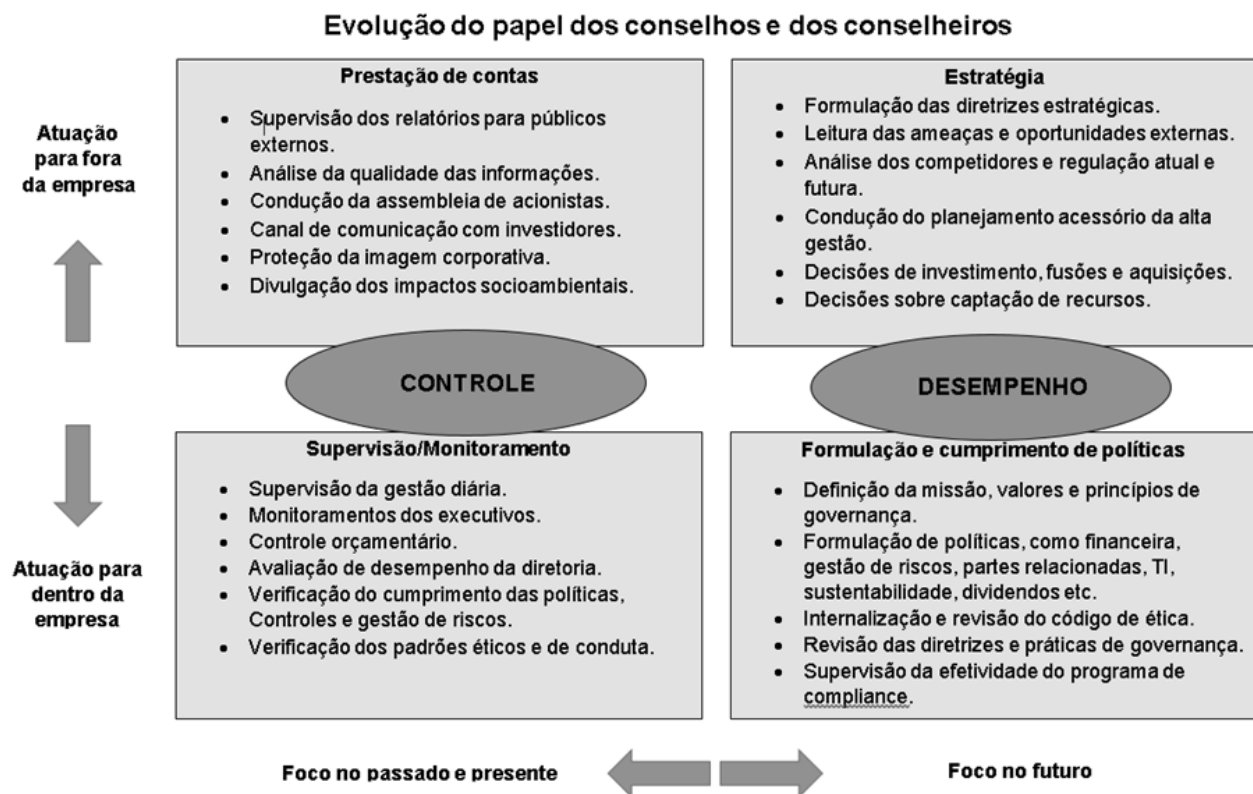 Evolução do papel dos conselhos e dos conselheiros
Atuação
para fora
da empresa
Prestação de contas
• Supervisão dos relatórios para públicos
externos.
• Análise da qualidade das informações.
• Condução da assembleia de acionistas.
• Canal de comunicação com investidores.
• Proteção da imagem corporativa.
• Divulgação dos impactos socioambientais.
Estratégia
• Formulação das diretrizes estratégicas.
• Leitura das ameaças e oportunidades externas.
• Análise dos competidores e regulação atual e
futura.
• Condução do planejamento acessório da alta
gestão.
• Decisões de investimento, fusões e aquisições.
• Decisões sobre captação de recursos.
CONTROLE
DESEMPENHO
Atuação para
dentro da
empresa
Supervisão/Monitoramento
• Supervisão da gestão diária.
• Monitoramentos dos executivos.
• Controle orçamentário.
• Avaliação de desempenho da diretoria.
• Verificação do cumprimento das políticas,
Controles e gestão de riscos.
• Verificação dos padrões éticos e de conduta.
Formulação e cumprimento de políticas
• Definição da missão, valores e princípios de
governança.
• Formulação de políticas, como financeira,
gestão de riscos, partes relacionadas, TI,
sustentabilidade, dividendos etc.
• Internalização e revisão do código de ética.
• Revisão das diretrizes e práticas de governança.
• Supervisão da efetividade do programa de
compliance.
Foco no passado e presente
Foco no futuro